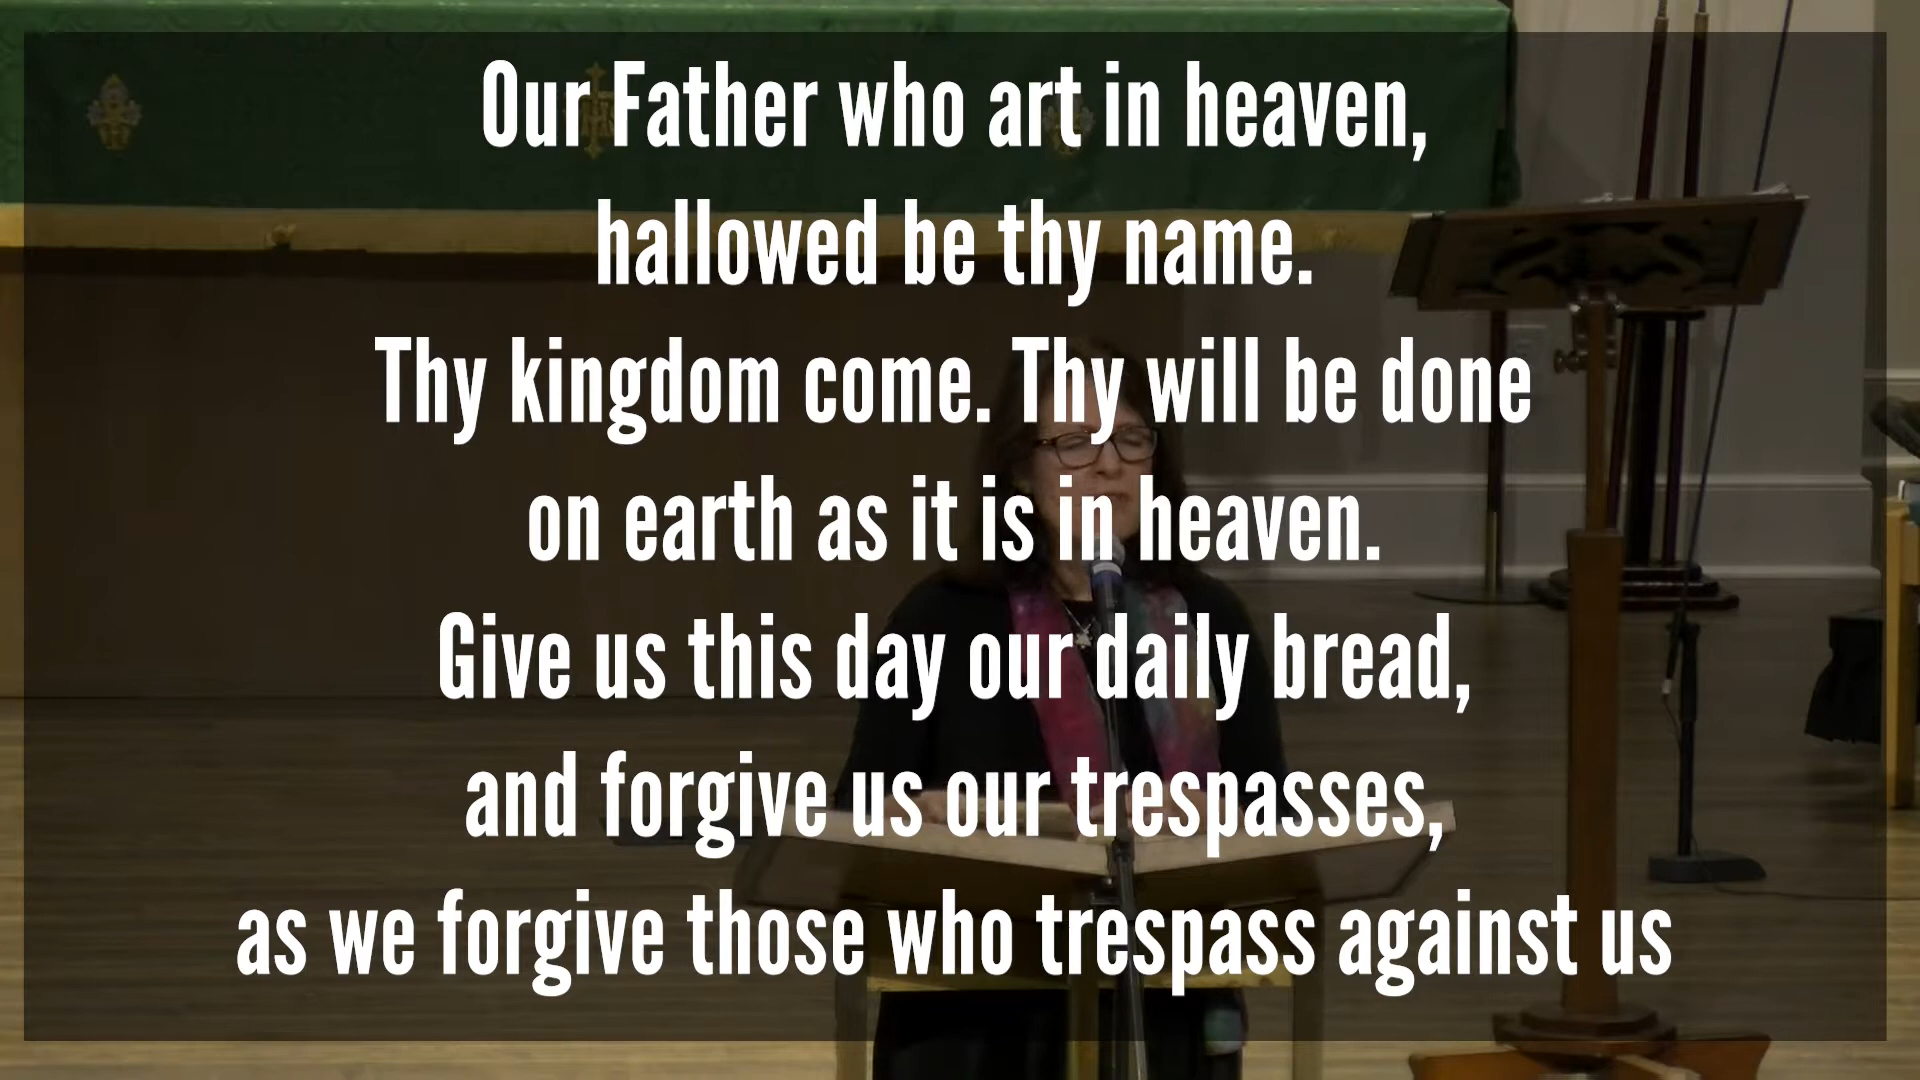 Our Father who art in heaven,
hallowed be thy name.
Thy kingdom come. Thy will be done
on earth as it is in heaven.
Give us this day our daily bread,
and forgive us our trespasses,
as we forgive those who trespass against us